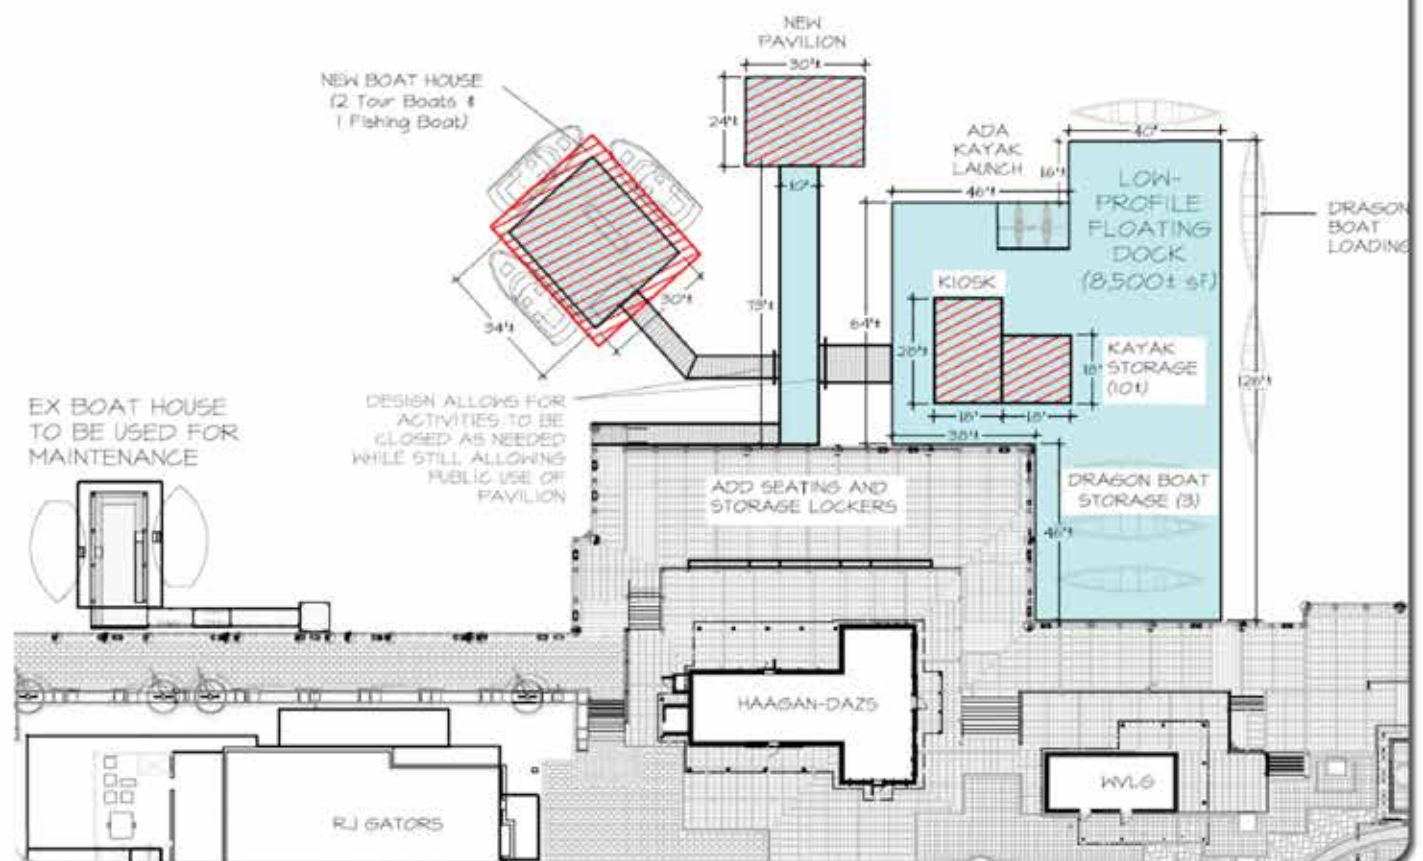 NEW
PAVILION
30'±
24'±
NEW BOAT HOUSE
(2 Tour Boats &
1 Fishing Boat)
ADA
KAYAK
LAUNCH
40'
16'±
46'±
10'
LOW-
PROFILE
FLOATING
DOCK
(8,500± sf)
DRAGON
BOAT
LOADING
KIOSK
30'±
34'±
73'±
64'±
28'±
18'
KAYAK
STORAGE
(10±)
126'±
18'
18'
38'±
EX BOAT HOUSE
TO BE USED FOR
MAINTENANCE
DESIGN ALLOWS FOR
ACTIVITIES TO BE
CLOSED AS NEEDED
WHILE STILL ALLOWING
PUBLIC USE OF
PAVILION
ADD SEATING AND
STORAGE LOCKERS
DRAGON BOAT
STORAGE (3)
46'±
HAAGAN-DAZS
WVLG
RJ GATORS